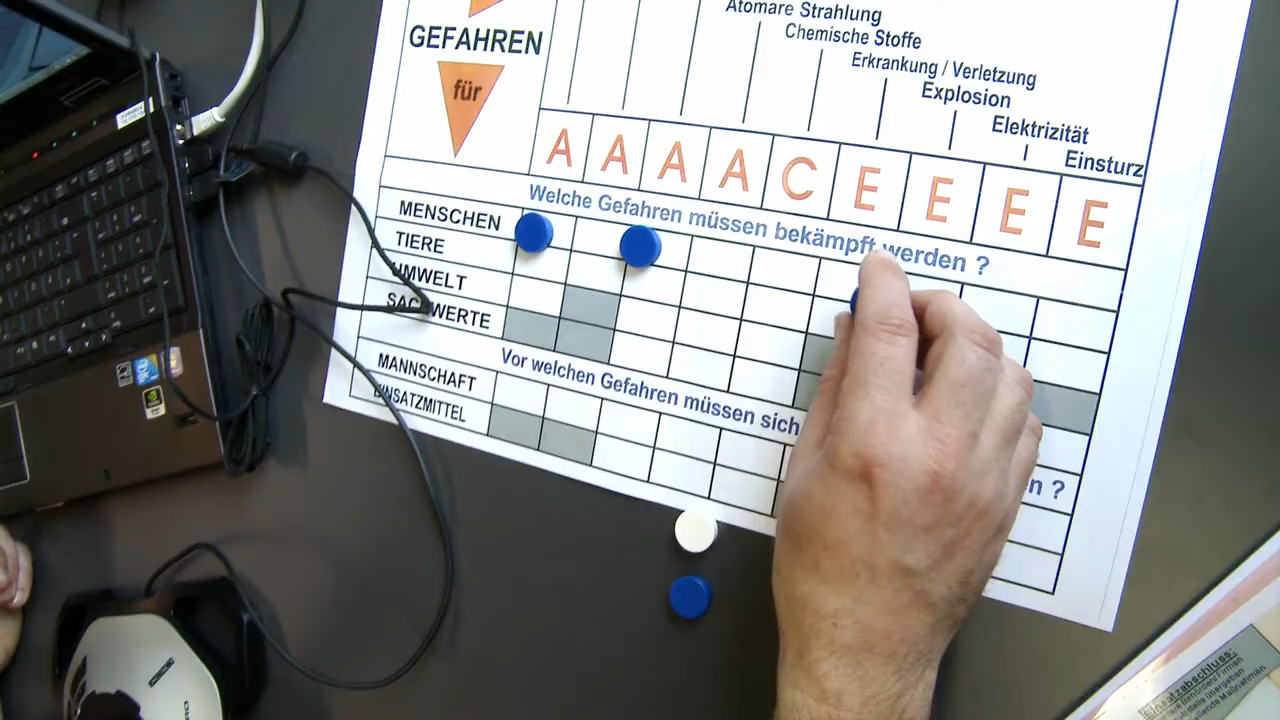 Atomare Strahlung
Chemische Stoffe
Erkrankung / Verletzung
Explosion
Elektrizität
Einsturz
GEFAHREN
für
A A A A C E E E E
Welche Gefahren müssen bekämpft werden ?
MENSCHEN
TIERE
UMWELT
SACHWERTE
Vor welchen Gefahren müssen sich
n ?
MANNSCHAFT
EINSATZMITTEL
Einsatzabschluss: